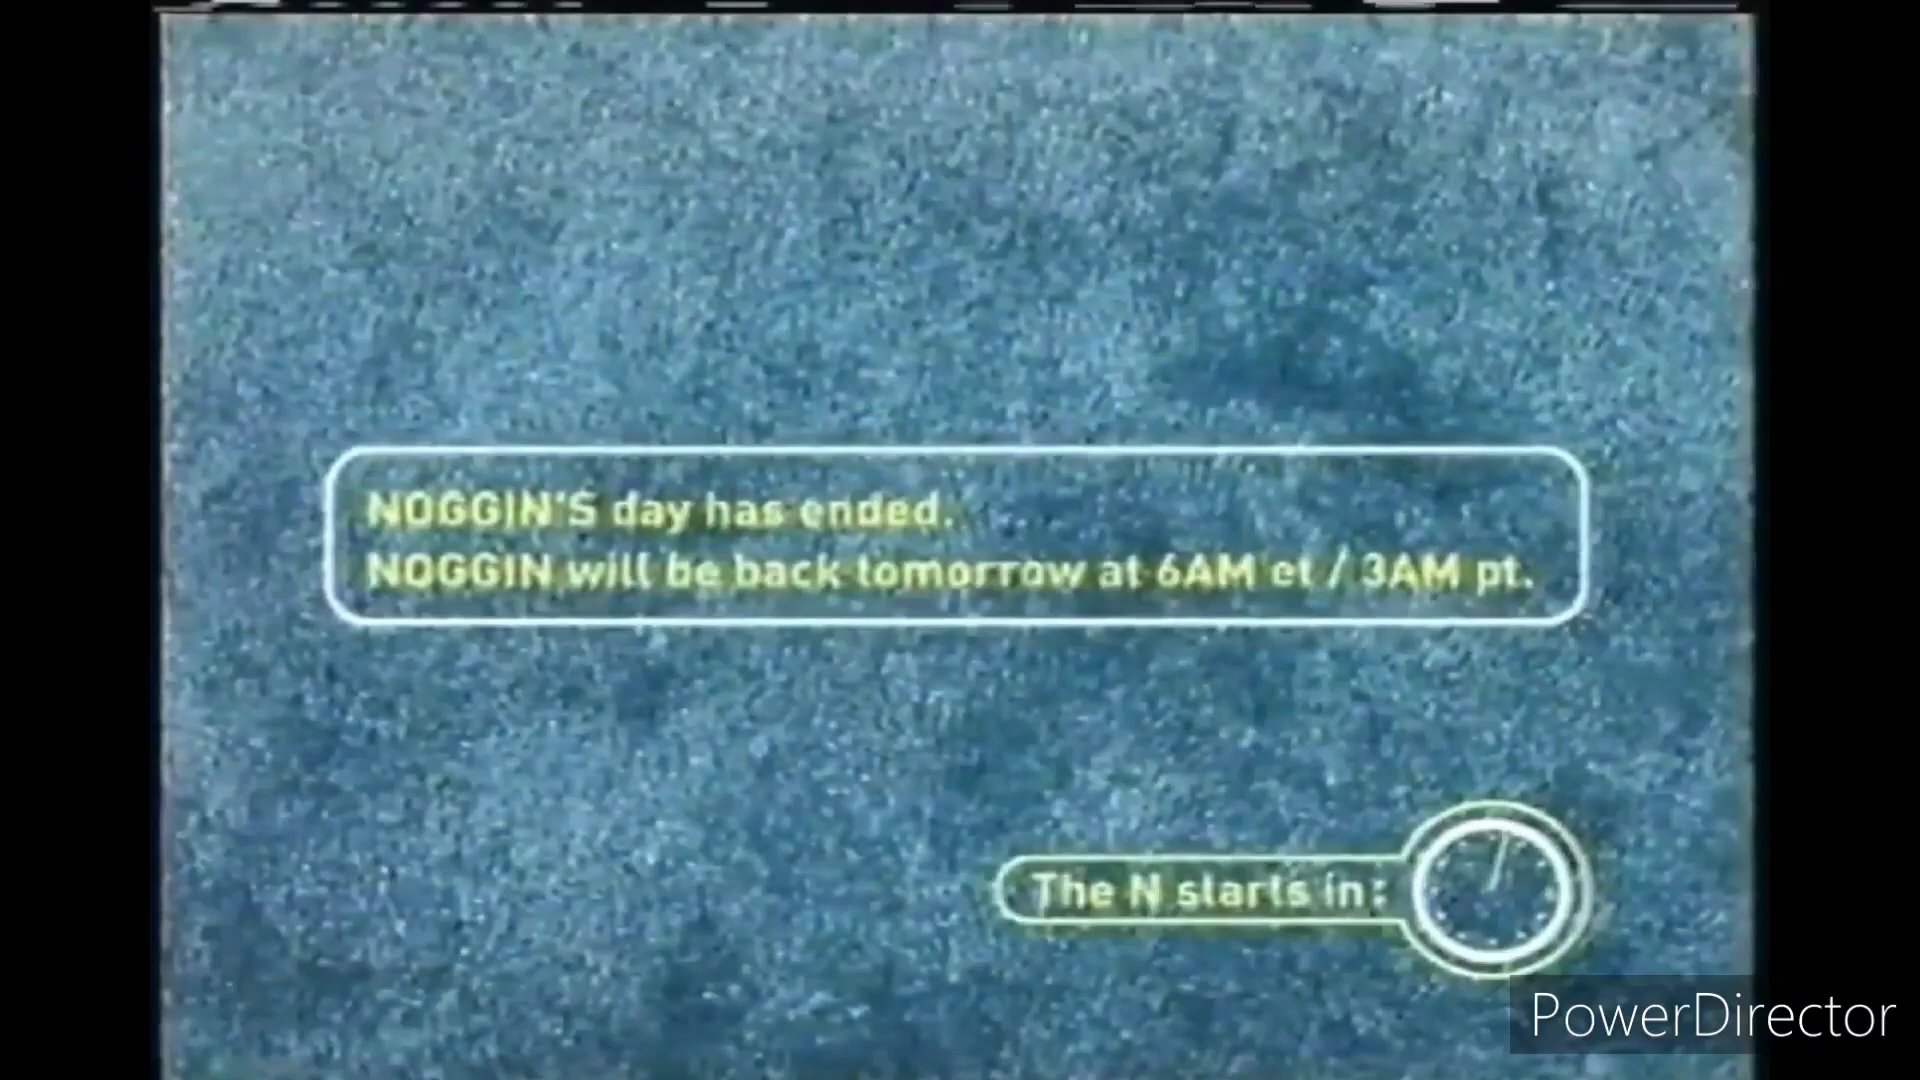 NOGGIN'S day has ended.
NOGGIN will be back tomorrow at 6AM et / 3AM pt.
The N starts in:
PowerDirector